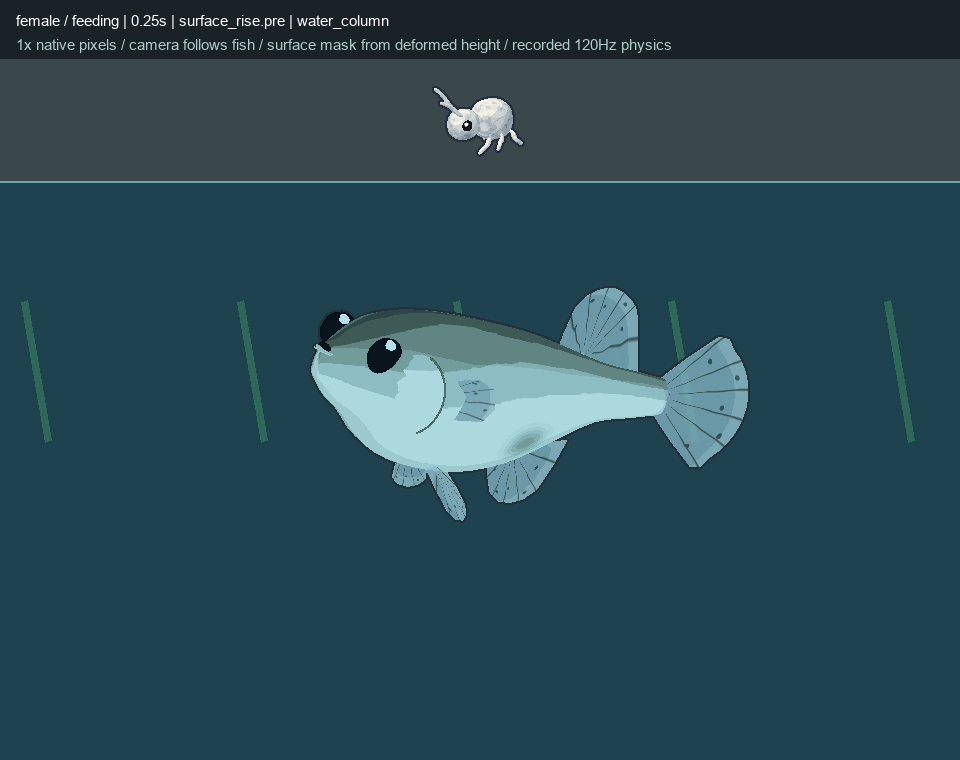 female / feeding | 0.25s | surface_rise.pre | water_column
1x native pixels / camera follows fish / surface mask from deformed height / recorded 120Hz physics